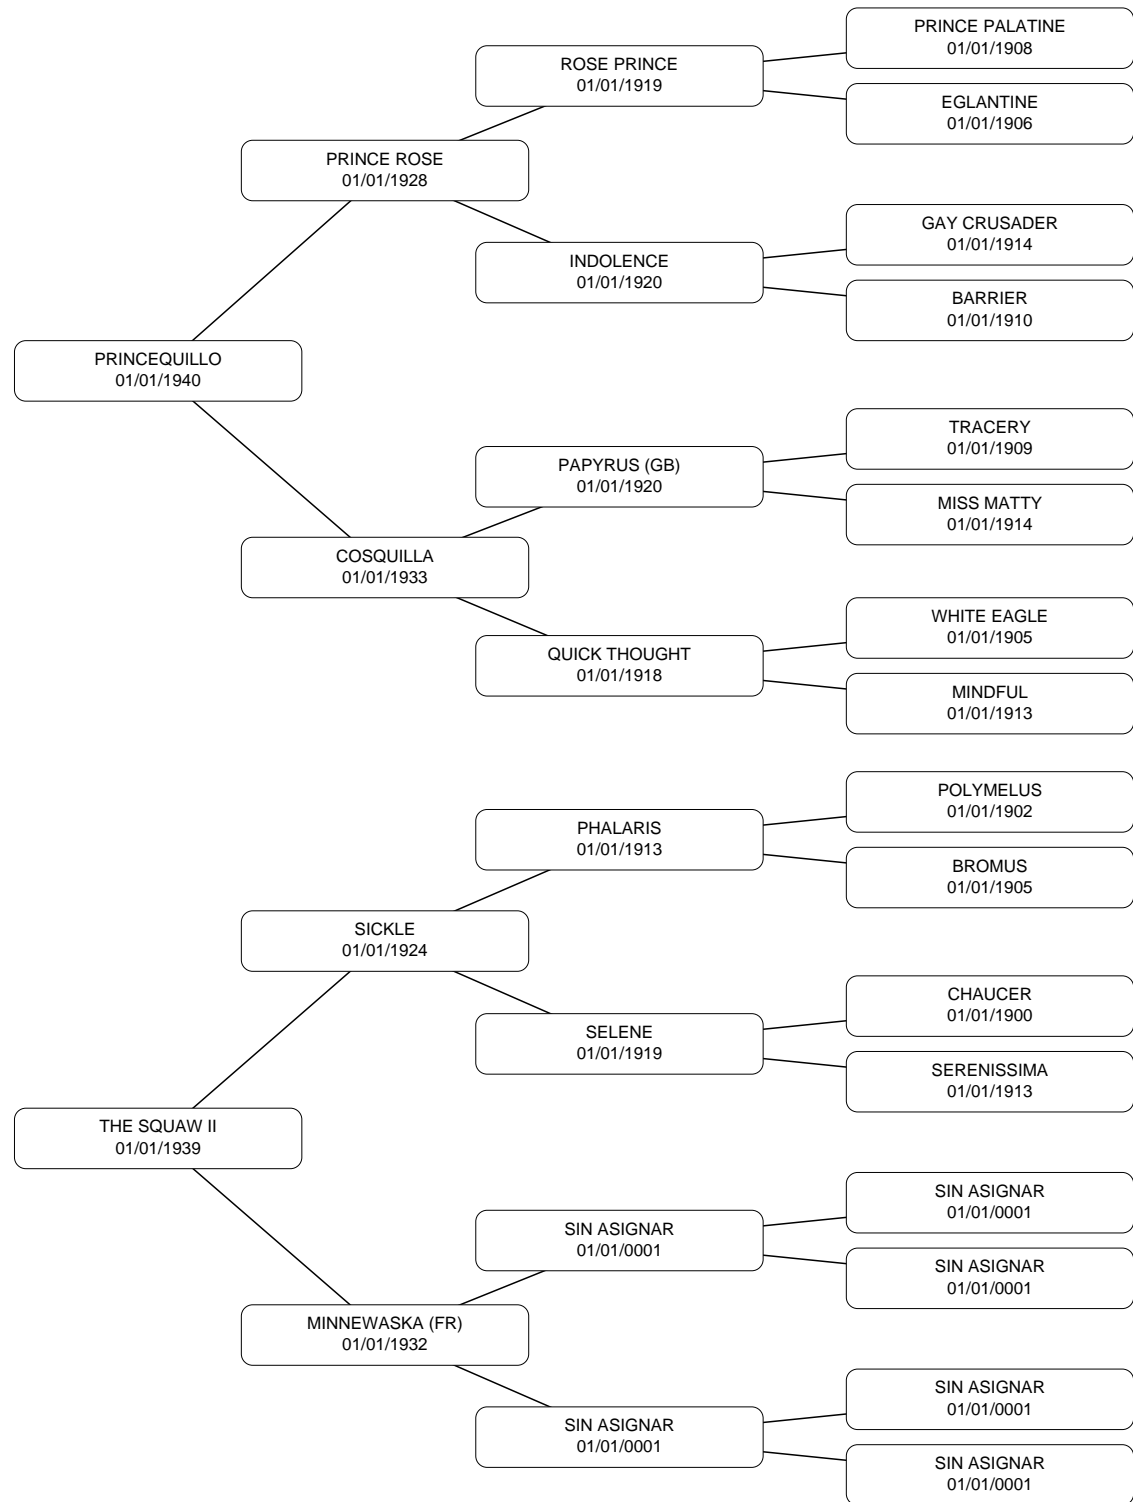 PRINCE PALATINE
01/01/1908
ROSE PRINCE
01/01/1919
EGLANTINE
01/01/1906
PRINCE ROSE
01/01/1928
GAY CRUSADER
01/01/1914
INDOLENCE
01/01/1920
BARRIER
01/01/1910
PRINCEQUILLO
01/01/1940
TRACERY
01/01/1909
PAPYRUS (GB)
01/01/1920
MISS MATTY
01/01/1914
COSQUILLA
01/01/1933
WHITE EAGLE
01/01/1905
QUICK THOUGHT
01/01/1918
MINDFUL
01/01/1913
POLYMELUS
01/01/1902
PHALARIS
01/01/1913
BROMUS
01/01/1905
SICKLE
01/01/1924
CHAUCER
01/01/1900
SELENE
01/01/1919
SERENISSIMA
01/01/1913
THE SQUAW II
01/01/1939
SIN ASIGNAR
01/01/0001
SIN ASIGNAR
01/01/0001
SIN ASIGNAR
01/01/0001
MINNEWASKA (FR)
01/01/1932
SIN ASIGNAR
01/01/0001
SIN ASIGNAR
01/01/0001
SIN ASIGNAR
01/01/0001